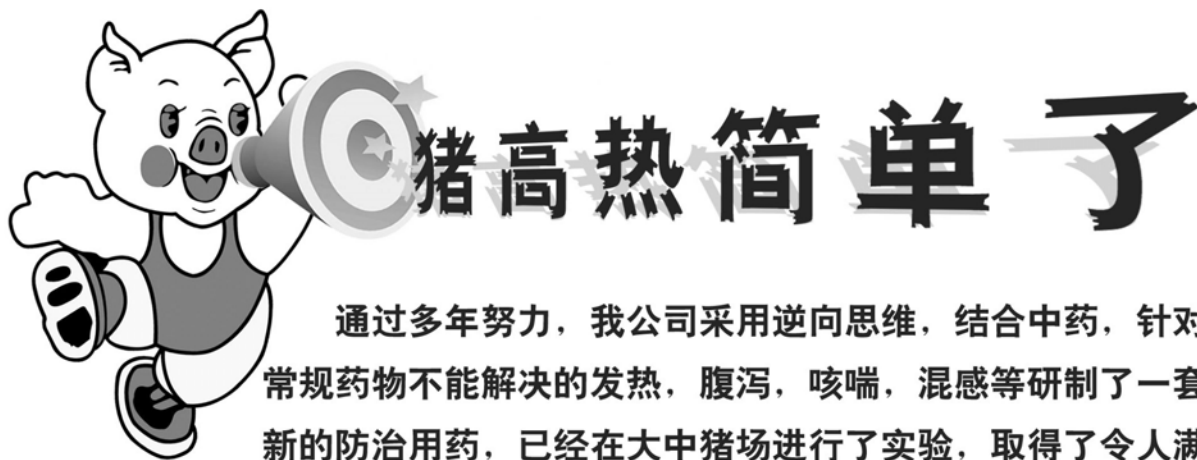 猪高热简单了
通过多年努力，我公司采用逆向思维，结合中药，针对
常规药物不能解决的发热，腹泻，咳喘，混感等研制了一套
新的防治用药，已经在大中猪场进行了实验，取得了令人满